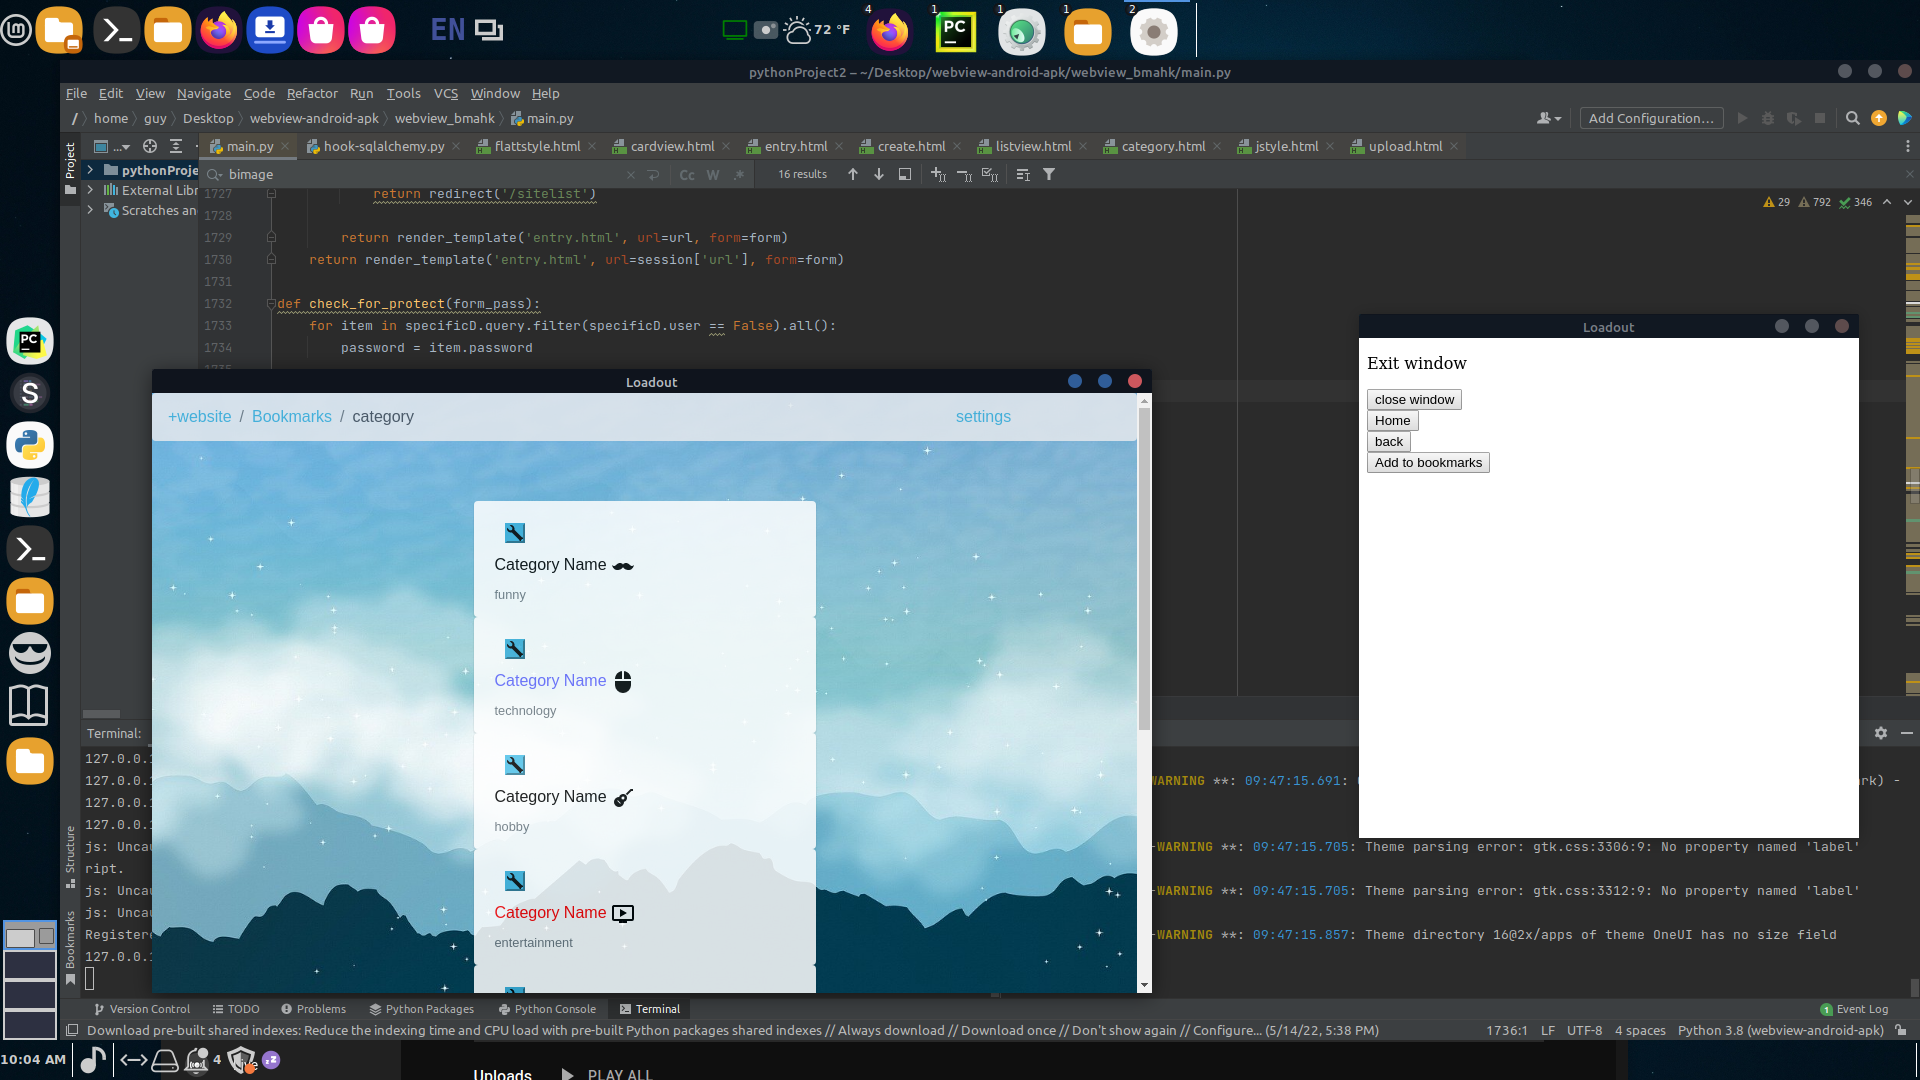 EN
72 °F
4
1
1
1
2
PC
pythonProject2 – ~/Desktop/webview-android-apk/webview_bmahk/main.py
File Edit View Navigate Code Refactor Run Tools VCS Window Help
/ home guy Desktop webview-android-apk webview_bmahk main.py
Add Configuration...
Project
...
main.py hook-sqlalchemy.py flattstyle.html cardview.html entry.html create.html listview.html category.html jstyle.html upload.html
pythonProje
External Libr
Scratches an
bimage
Cc W .*
16 results
29 792 346
1727 return redirect('/sitelist')
1728
1729 return render_template('entry.html', url=url, form=form)
1730 return render_template('entry.html', url=session['url'], form=form)
1731
1732 def check_for_protect(form_pass):
1733 for item in specificD.query.filter(specificD.user == False).all():
1734 password = item.password
Loadout
Exit window
close window
Home
back
Add to bookmarks
Loadout
+website / Bookmarks / category
settings
Category Name
funny
Category Name
technology
Category Name
hobby
Category Name
entertainment
PC
S
Terminal:
127.0.0.1
127.0.0.1
WARNING **: 09:47:15.691:
rk) -
127.0.0.1
127.0.0.1
js: Uncau
-WARNING **: 09:47:15.705: Theme parsing error: gtk.css:3306:9: No property named 'label'
ript.
js: Uncau
-WARNING **: 09:47:15.705: Theme parsing error: gtk.css:3312:9: No property named 'label'
js: Uncau
Registere
-WARNING **: 09:47:15.857: Theme directory 16@2x/apps of theme OneUI has no size field
127.0.0.1
Structure
Bookmarks
Version Control TODO Problems Python Packages Python Console Terminal
1 Event Log
Download pre-built shared indexes: Reduce the indexing time and CPU load with pre-built Python packages shared indexes // Always download // Download once // Don't show again // Configure... (5/14/22, 5:38 PM)
1736:1 LF UTF-8 4 spaces Python 3.8 (webview-android-apk)
10:04 AM
4
Uploads PLAY ALL